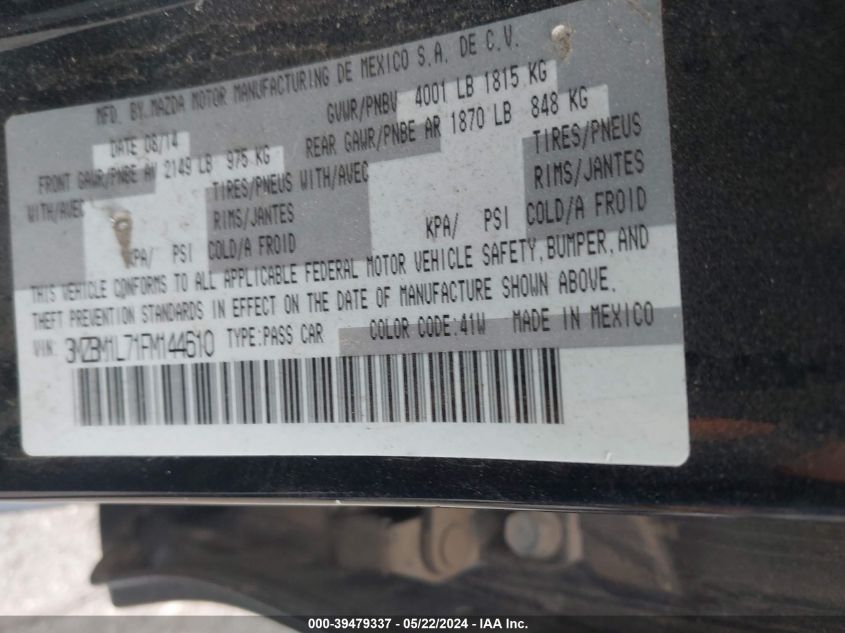 MFD. BY.MAZDA MOTOR MANUFACTURING DE MEXICO S.A. DE C.V.
DATE 08/14 GVWR/PNBV 4001 LB 1815 KG
FRONT GAWR/PNBE AV 2149 LB 975 KG REAR GAWR/PNBE AR 1870 LB 848 KG
WITH/AVEC TIRES/PNEUS WITH/AVEC TIRES/PNEUS
RIMS/JANTES RIMS/JANTES
KPA/ PSI COLD/A FROID KPA/ PSI COLD/A FROID
THIS VEHICLE CONFORMS TO ALL APPLICABLE FEDERAL MOTOR VEHICLE SAFETY,BUMPER,AND
THEFT PREVENTION STANDARDS IN EFFECT ON THE DATE OF MANUFACTURE SHOWN ABOVE.
VIN: 3MZBM1L71FM144610 TYPE:PASS CAR COLOR CODE:41W MADE IN MEXICO
000-39479337 - 05/22/2024 - IAA Inc.